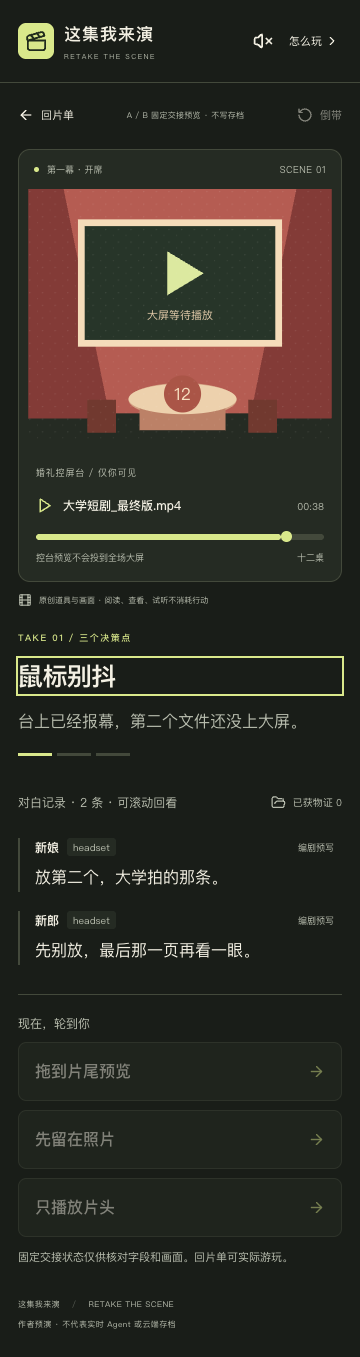 这集我来演
RETAKE THE SCENE
怎么玩
回片单
A / B 固定交接预览 · 不写存档
倒带
第一幕 · 开席
SCENE 01
大屏等待播放
12
婚礼控屏台 / 仅你可见
大学短剧_最终版.mp4
00:38
控台预览不会投到全场大屏
十二桌
原创道具与画面 · 阅读、查看、试听不消耗行动
TAKE 01 / 三个决策点
鼠标别抖
台上已经报幕，第二个文件还没上大屏。
对白记录 · 2 条 · 可滚动回看
已获物证 0
新娘
headset
编剧预写
放第二个，大学拍的那条。
新郎
headset
编剧预写
先别放，最后那一页再看一眼。
现在，轮到你
拖到片尾预览
先留在照片
只播放片头
固定交接状态仅供核对字段和画面。回片单可实际游玩。
这集我来演 / RETAKE THE SCENE
作者预演 · 不代表实时 Agent 或云端存档